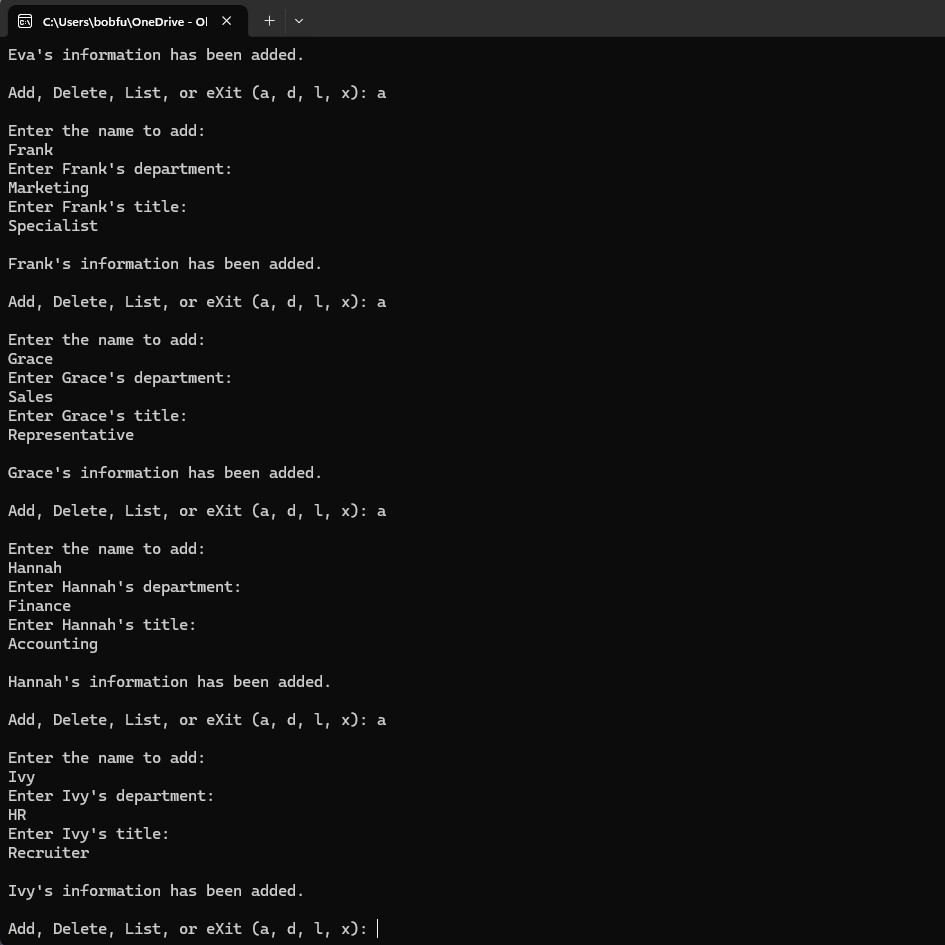 C:\Users\bobfu\OneDrive - Ol
Eva's information has been added.
Add, Delete, List, or eXit (a, d, l, x): a
Enter the name to add:
Frank
Enter Frank's department:
Marketing
Enter Frank's title:
Specialist
Frank's information has been added.
Add, Delete, List, or eXit (a, d, l, x): a
Enter the name to add:
Grace
Enter Grace's department:
Sales
Enter Grace's title:
Representative
Grace's information has been added.
Add, Delete, List, or eXit (a, d, l, x): a
Enter the name to add:
Hannah
Enter Hannah's department:
Finance
Enter Hannah's title:
Accounting
Hannah's information has been added.
Add, Delete, List, or eXit (a, d, l, x): a
Enter the name to add:
Ivy
Enter Ivy's department:
HR
Enter Ivy's title:
Recruiter
Ivy's information has been added.
Add, Delete, List, or eXit (a, d, l, x):